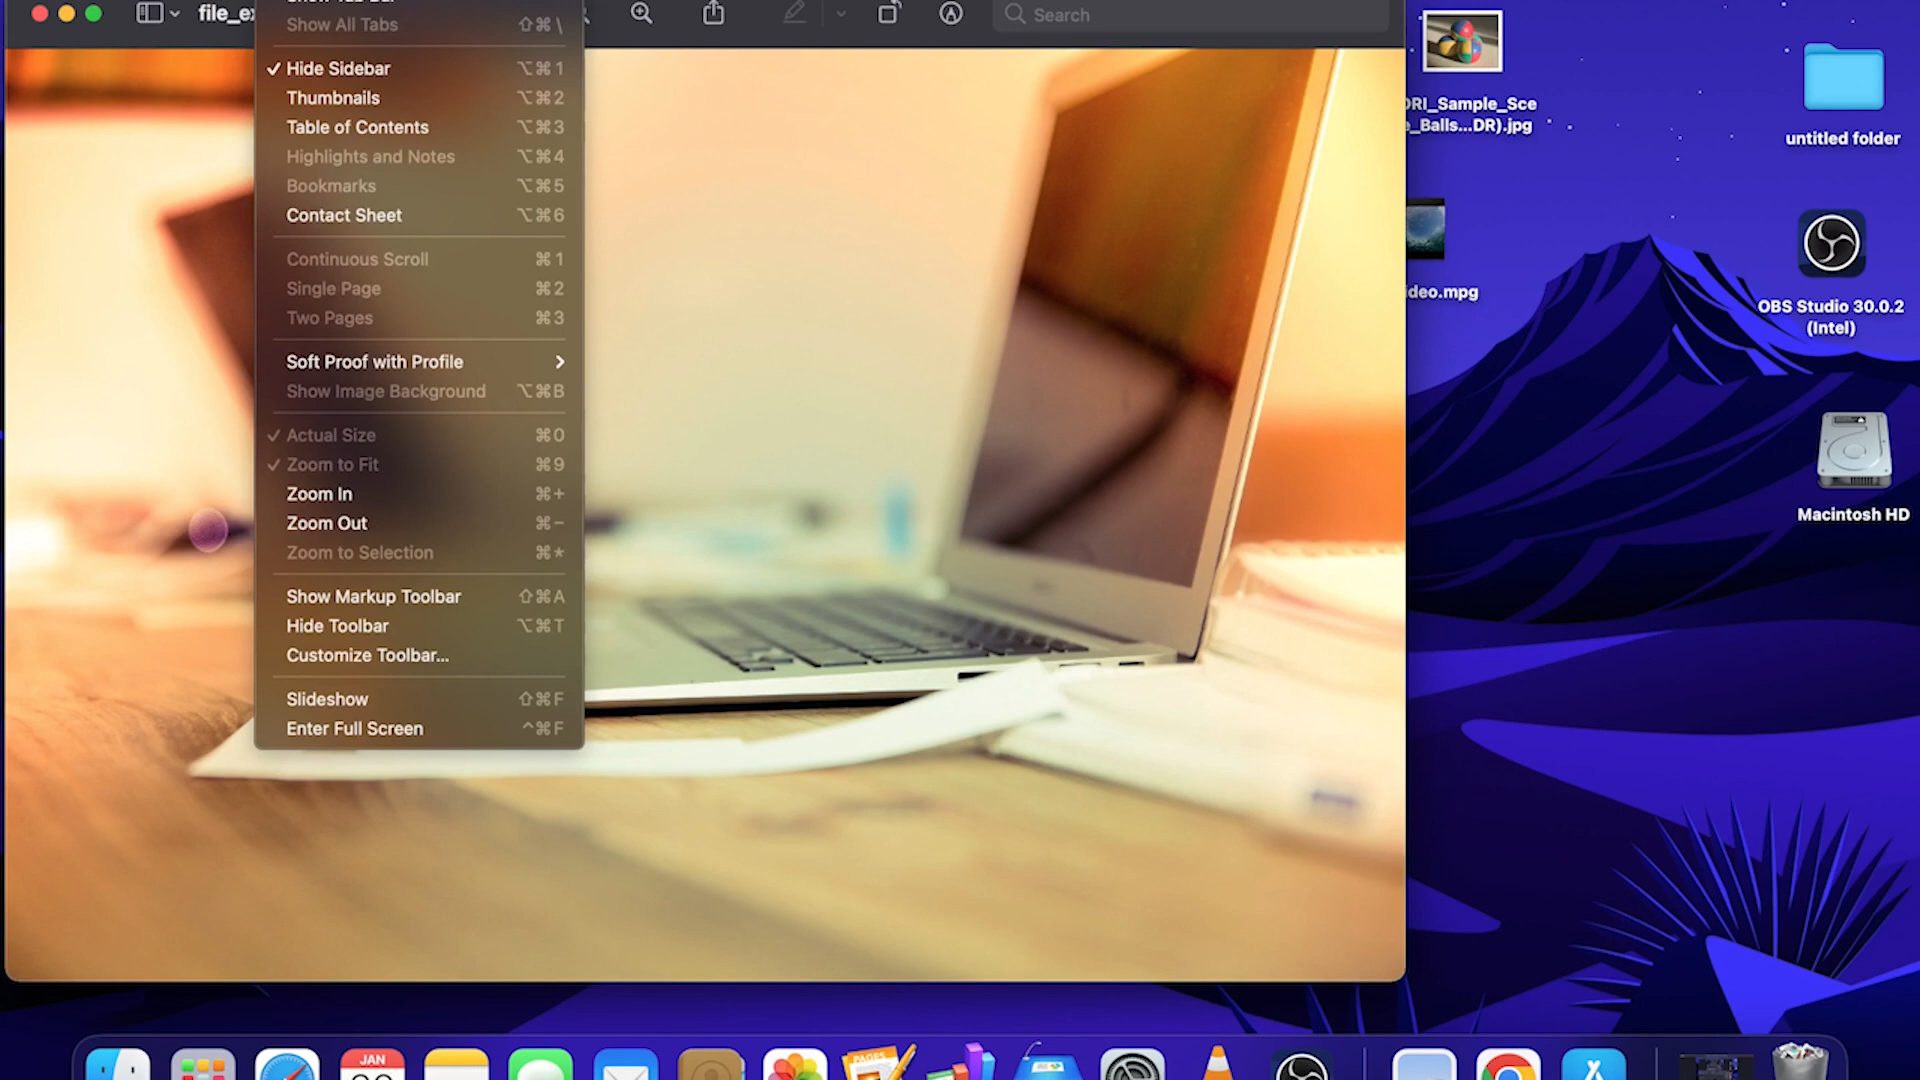 file_e
Search
Show All Tabs ⇧⌘\
✓ Hide Sidebar ⌥⌘1
Thumbnails ⌥⌘2
Table of Contents ⌥⌘3
Highlights and Notes ⌥⌘4
Bookmarks ⌥⌘5
Contact Sheet ⌥⌘6
Continuous Scroll ⌘1
Single Page ⌘2
Two Pages ⌘3
Soft Proof with Profile
Show Image Background ⌥⌘B
✓ Actual Size ⌘0
✓ Zoom to Fit ⌘9
Zoom In ⌘+
Zoom Out ⌘−
Zoom to Selection ⌘*
Show Markup Toolbar ⇧⌘A
Hide Toolbar ⌥⌘T
Customize Toolbar...
Slideshow ⇧⌘F
Enter Full Screen ^⌘F
DRI_Sample_Sce
e_Balls...DR).jpg
untitled folder
ideo.mpg
OBS Studio 30.0.2
(Intel)
Macintosh HD
JAN
PAGES